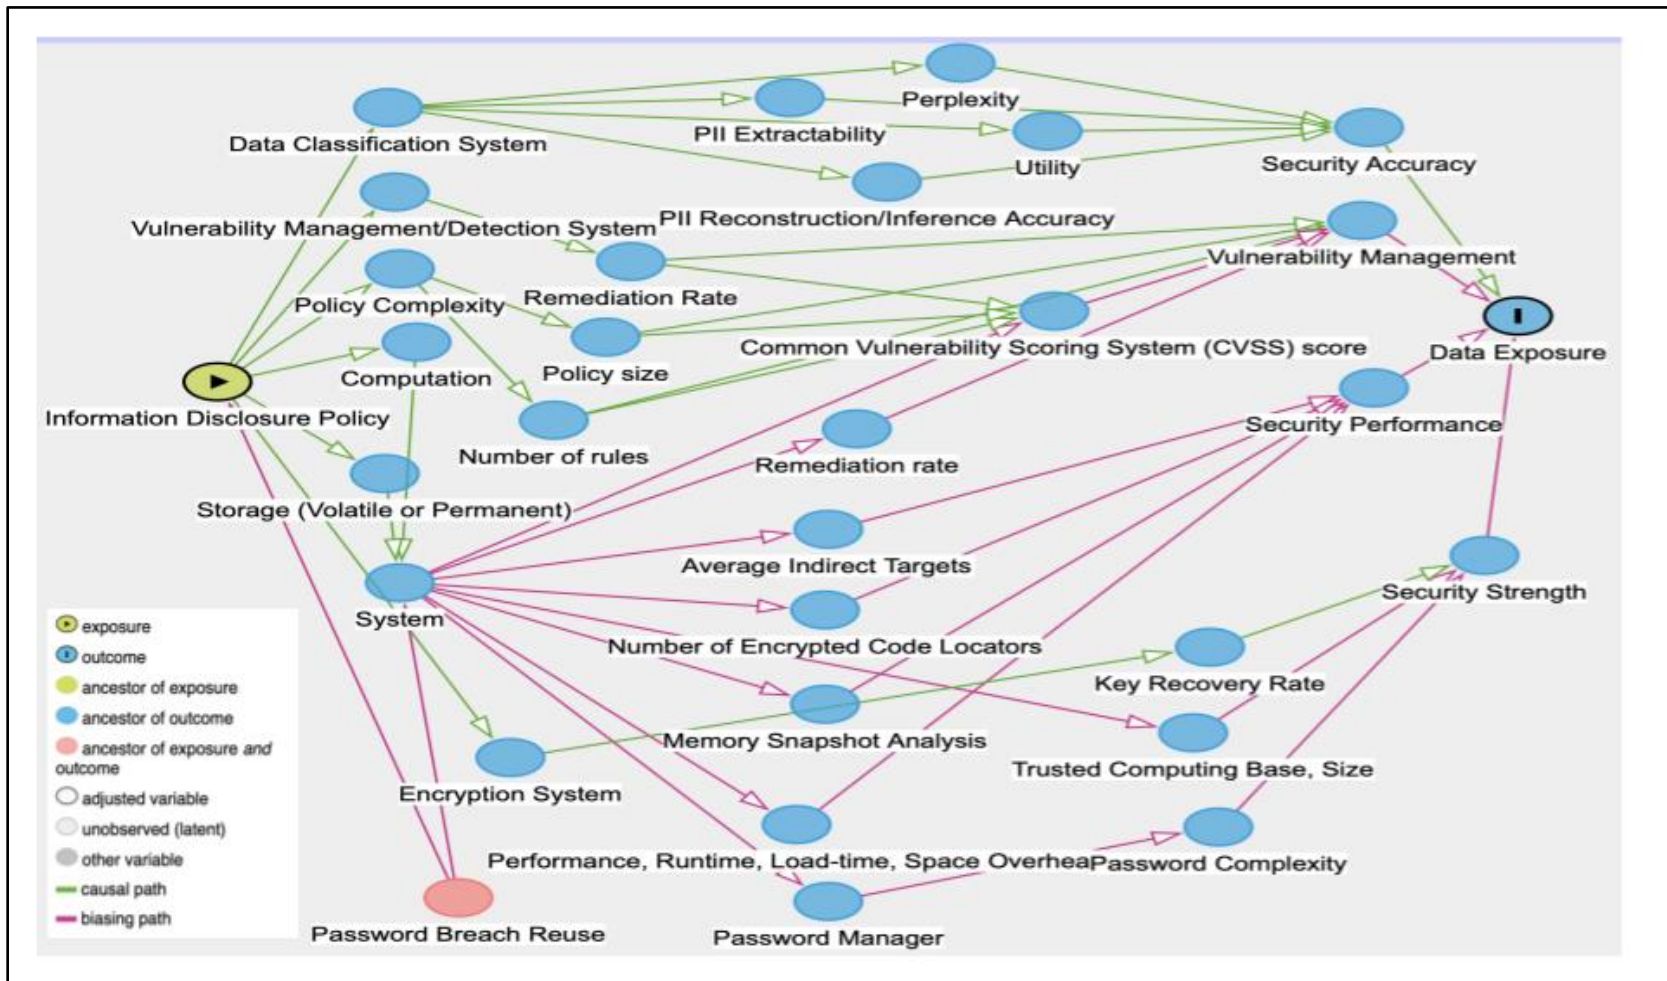 Perplexity
PII Extractability
Data Classification System
Utility
Security Accuracy
PII Reconstruction/Inference Accuracy
Vulnerability Management/Detection System
Vulnerability Management
Remediation Rate
Policy Complexity
Common Vulnerability Scoring System (CVSS) score
Data Exposure
Policy size
Computation
Information Disclosure Policy
Security Performance
Number of rules
Remediation rate
Storage (Volatile or Permanent)
Average Indirect Targets
Security Strength
System
Number of Encrypted Code Locators
Key Recovery Rate
Memory Snapshot Analysis
Trusted Computing Base, Size
Encryption System
Performance, Runtime, Load-time, Space Overhea
Password Complexity
Password Breach Reuse
Password Manager
exposure
outcome
ancestor of exposure
ancestor of outcome
ancestor of exposure and
outcome
adjusted variable
unobserved (latent)
other variable
causal path
biasing path